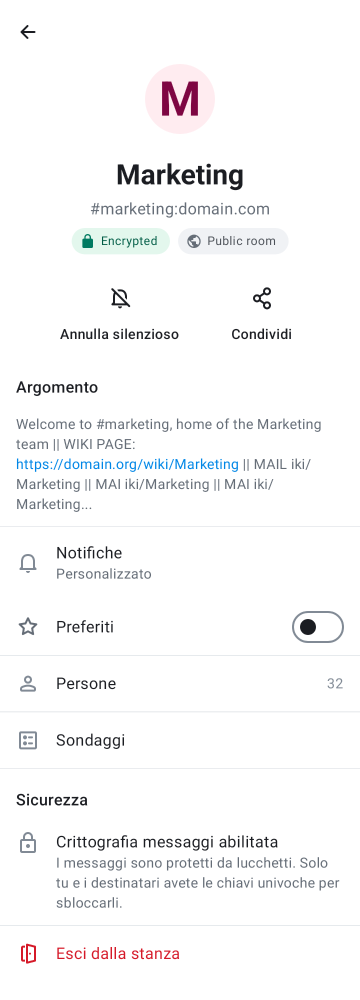 M
Marketing
#marketing:domain.com
Encrypted
Public room
Annulla silenzioso
Condividi
Argomento
Welcome to #marketing, home of the Marketing
team || WIKI PAGE:
https://domain.org/wiki/Marketing || MAIL iki/
Marketing || MAI iki/Marketing || MAI iki/
Marketing...
Notifiche
Personalizzato
Preferiti
Persone
32
Sondaggi
Sicurezza
Crittografia messaggi abilitata
I messaggi sono protetti da lucchetti. Solo
tu e i destinatari avete le chiavi univoche per
sbloccarli.
Esci dalla stanza